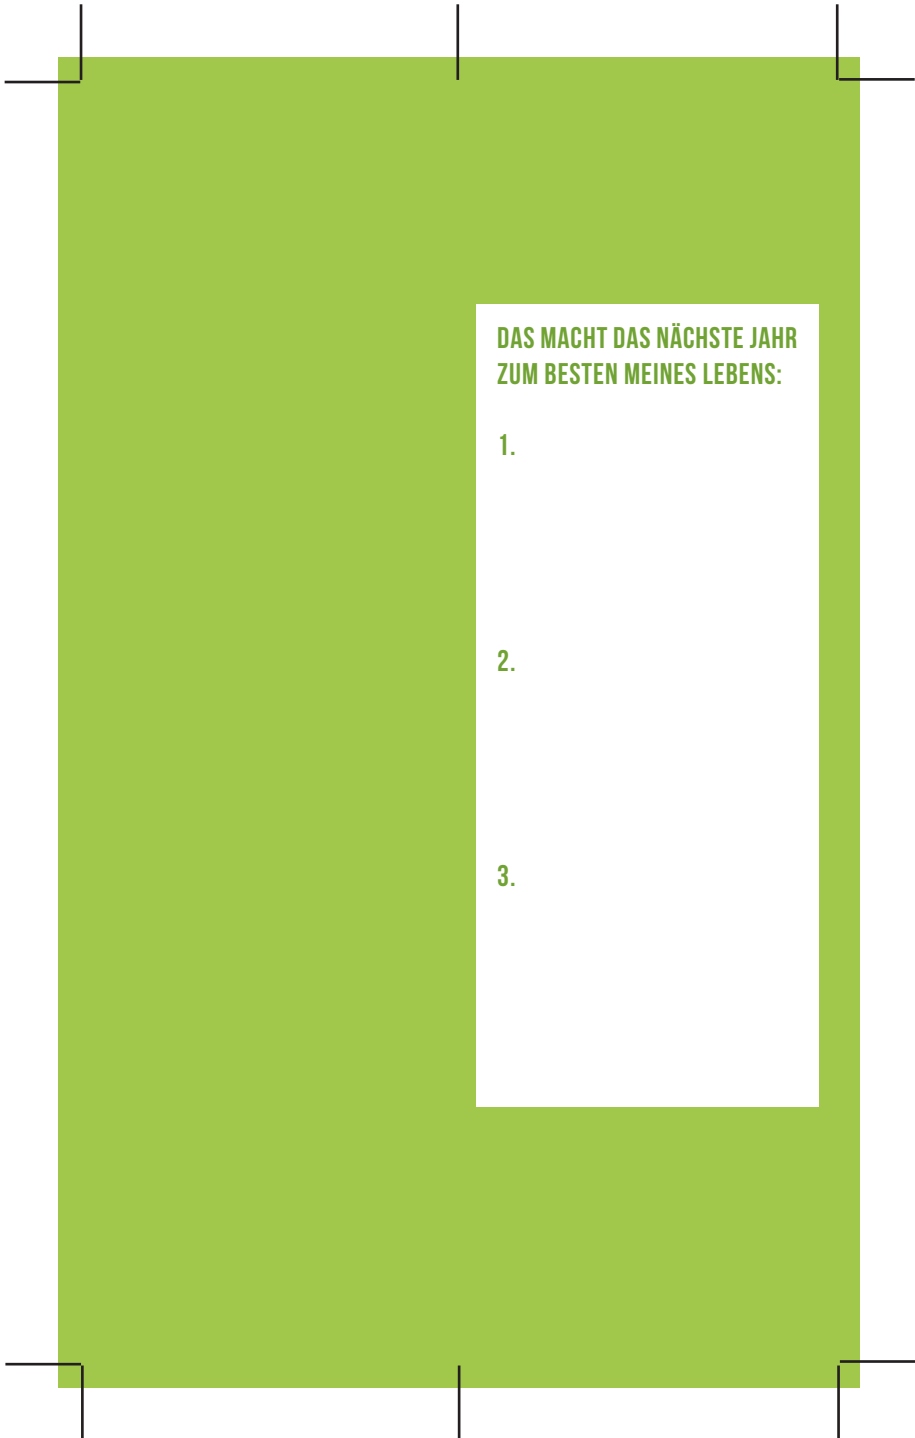 DAS MACHT DAS NÄCHSTE JAHR
ZUM BESTEN MEINES LEBENS:
1.
2.
3.